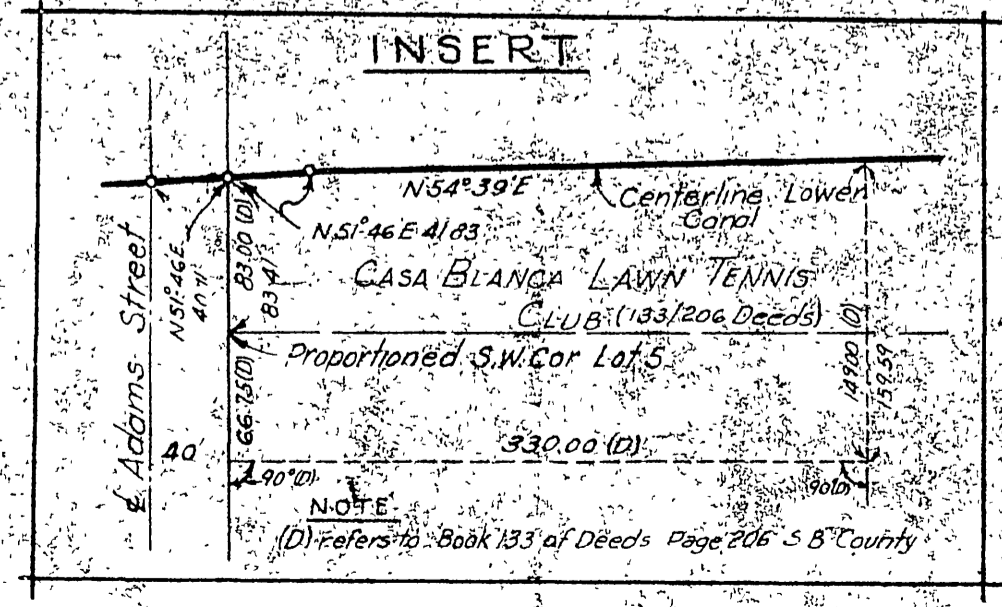 INSERT
N54°39'E
Centerline Lower
Canal
N51°46'E 41.83
N51°46'E
40.71'
83.00 (D)
83.41'
CASA BLANCA LAWN TENNIS
CLUB (133/206 Deeds)
Proportioned S.W. Cor Lot 5
₵ Adams Street
66.75(D)
149.00 (D)
159.59
40'
330.00 (D)
90°(D)
90(D)
NOTE
(D) refers to Book 133 of Deeds Page 206 S B County